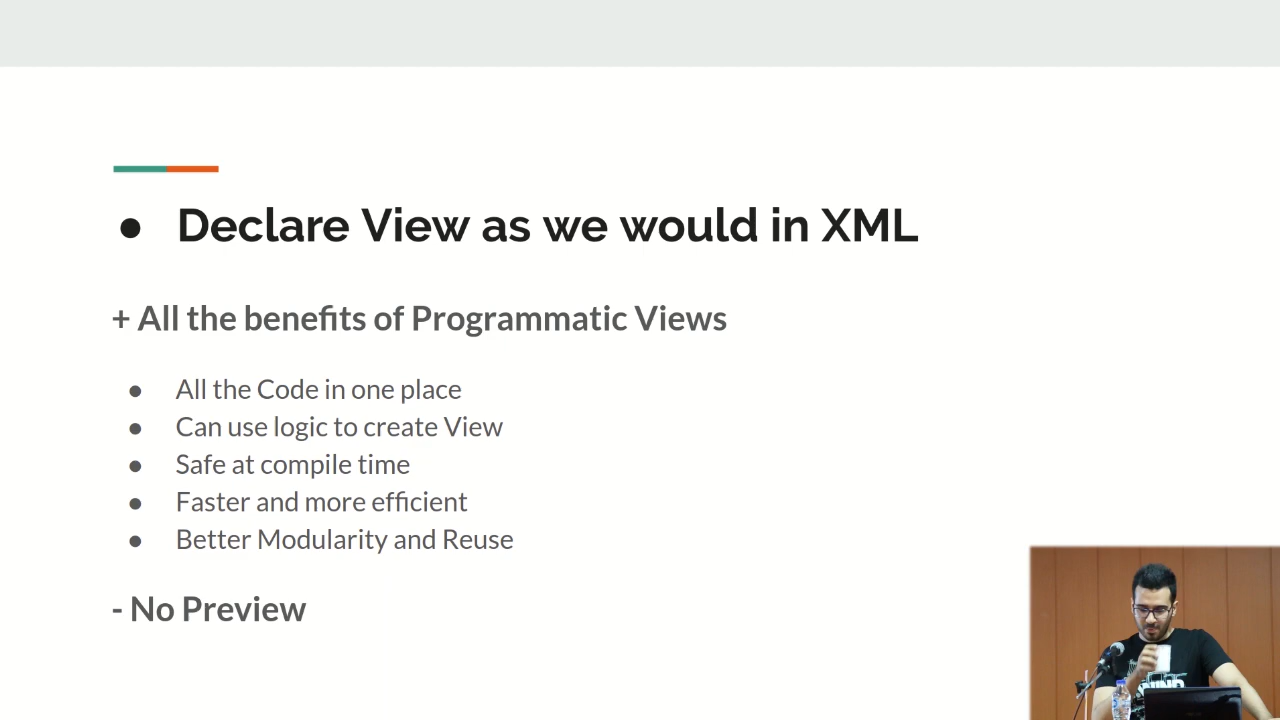 ● Declare View as we would in XML
+ All the benefits of Programmatic Views
● All the Code in one place
● Can use logic to create View
● Safe at compile time
● Faster and more efficient
● Better Modularity and Reuse
- No Preview